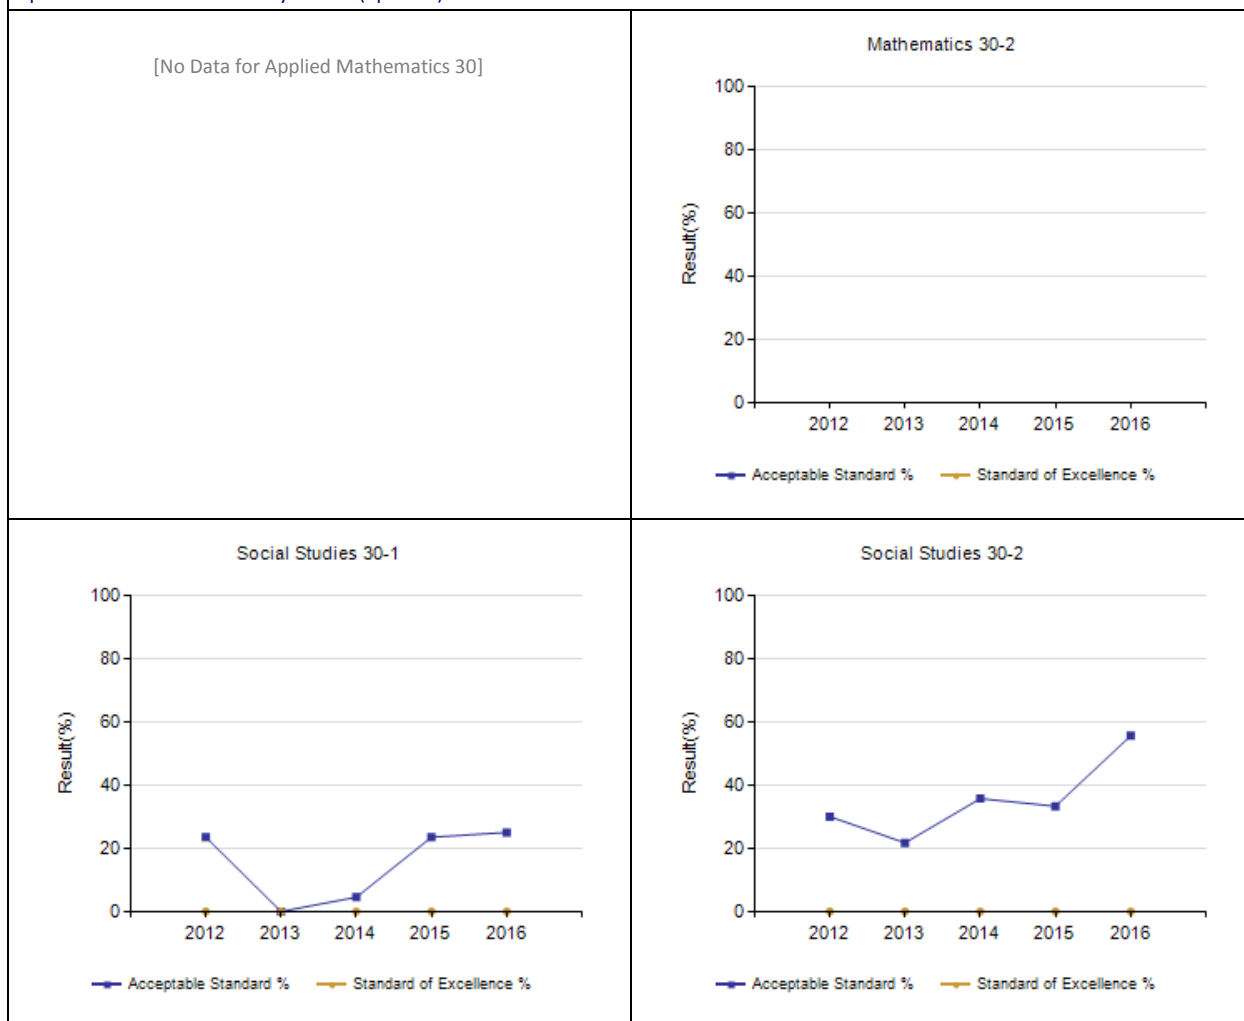 [No Data for Applied Mathematics 30]
Mathematics 30-2
100
80
60
40
20
0
Result(%)
2012 2013 2014 2015 2016
Acceptable Standard % Standard of Excellence %
Social Studies 30-1
100
80
60
40
20
0
Result(%)
2012 2013 2014 2015 2016
Acceptable Standard % Standard of Excellence %
Social Studies 30-2
100
80
60
40
20
0
Result(%)
2012 2013 2014 2015 2016
Acceptable Standard % Standard of Excellence %